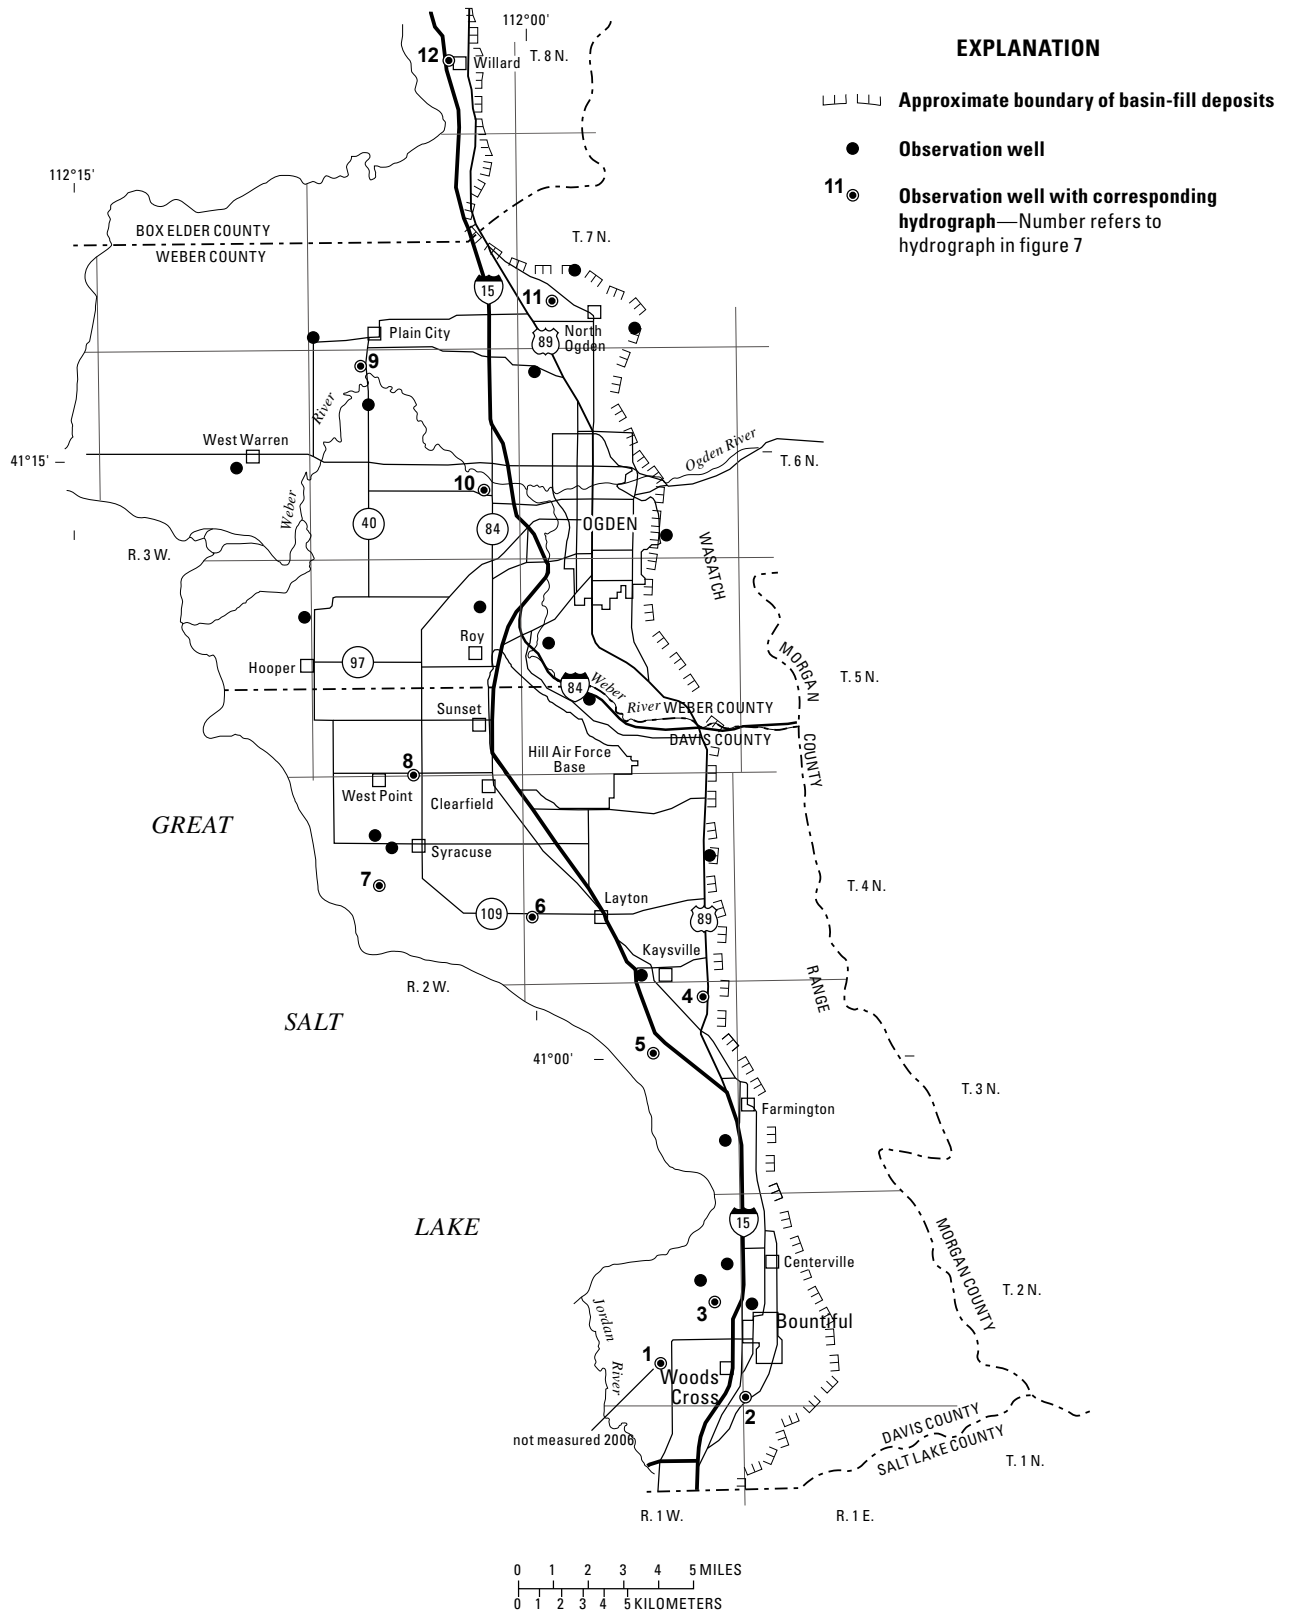 112°00'
EXPLANATION
12
Willard
T. 8 N.
Approximate boundary of basin-fill deposits
Observation well
112°15'
11
Observation well with corresponding
hydrograph—Number refers to
hydrograph in figure 7
BOX ELDER COUNTY
WEBER COUNTY
T. 7 N.
15
11
Plain City
89
North
Ogden
9
River
West Warren
Ogden River
41°15'
T. 6 N.
10
Weber
40
84
OGDEN
R. 3 W.
WASATCH
Roy
Hooper
97
MORGAN
COUNTY
T. 5 N.
84
Weber
River
WEBER COUNTY
DAVIS COUNTY
Sunset
Hill Air Force
Base
8
West Point
Clearfield
GREAT
Syracuse
7
T. 4 N.
6
Layton
109
89
Kaysville
RANGE
R. 2 W.
4
SALT
5
41°00'
T. 3 N.
Farmington
LAKE
15
MORGAN COUNTY
Centerville
T. 2 N.
Jordan
River
3
Bountiful
1
Woods
Cross
2
not measured 2006
DAVIS COUNTY
SALT LAKE COUNTY
T. 1 N.
R. 1 W.
R. 1 E.
0 1 2 3 4 5 MILES
0 1 2 3 4 5 KILOMETERS